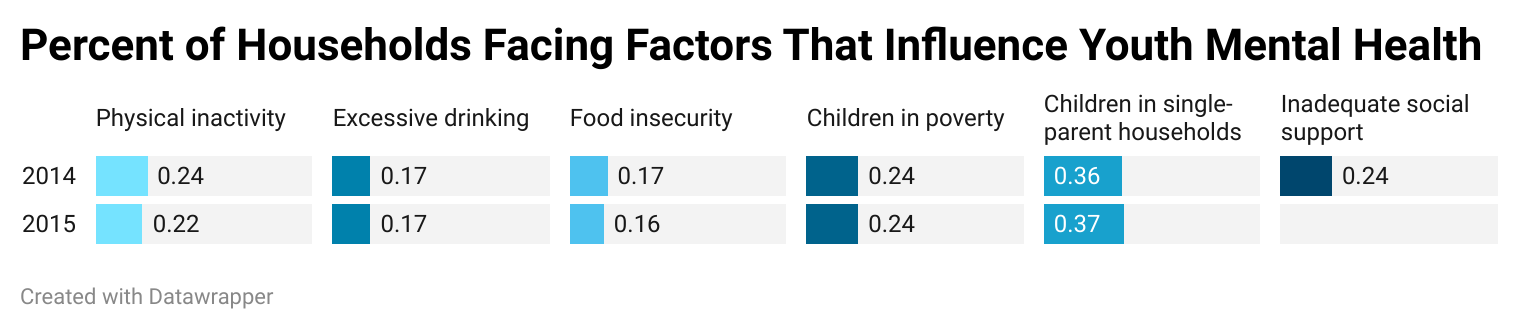 Percent of Households Facing Factors That Influence Youth Mental Health
Physical inactivity
Excessive drinking
Food insecurity
Children in poverty
Children in single-
parent households
Inadequate social
support
2014 0.24 0.17 0.17 0.24 0.36 0.24
2015 0.22 0.17 0.16 0.24 0.37
Created with Datawrapper